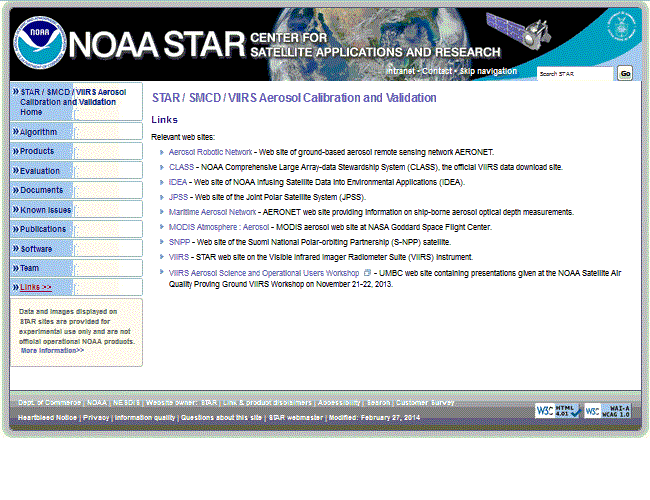 NOAA
NOAA STAR CENTER FOR
SATELLITE APPLICATIONS AND RESEARCH
Intranet • Contact • Skip navigation
Search STAR
Go
» STAR / SMCD / VIIRS Aerosol
Calibration and Validation
Home
» Algorithm
» Products
» Evaluation
» Documents
» Known Issues
» Publications
» Software
» Team
» Links >>
Data and images displayed on
STAR sites are provided for
experimental use only and are not
official operational NOAA products.
More information>>
STAR / SMCD / VIIRS Aerosol Calibration and Validation
Links
Relevant web sites:
Aerosol Robotic Network - Web site of ground-based aerosol remote sensing network AERONET.
CLASS - NOAA Comprehensive Large Array-data Stewardship System (CLASS), the official VIIRS data download site.
IDEA - Web site of NOAA Infusing Satellite Data into Environmental Applications (IDEA).
JPSS - Web site of the Joint Polar Satellite System (JPSS).
Maritime Aerosol Network - AERONET web site providing information on ship-borne aerosol optical depth measurements.
MODIS Atmosphere : Aerosol - MODIS aerosol web site at NASA Goddard Space Flight Center.
SNPP - Web site of the Suomi National Polar-orbiting Partnership (S-NPP) satellite.
VIIRS - STAR web site on the Visible Infrared Imager Radiometer Suite (VIIRS) Instrument.
VIIRS Aerosol Science and Operational Users Workshop - UMBC web site containing presentations given at the NOAA Satellite Air
Quality Proving Ground VIIRS Workshop on November 21-22, 2013.
Dept. of Commerce | NOAA | NESDIS | Website owner: STAR | Link & product disclaimers | Accessibility | Search | Customer Survey
Heartbleed Notice | Privacy | Information quality | Questions about this site | STAR webmaster | Modified: February 27, 2014
W3C HTML 4.01
W3C WAI-A WCAG 1.0